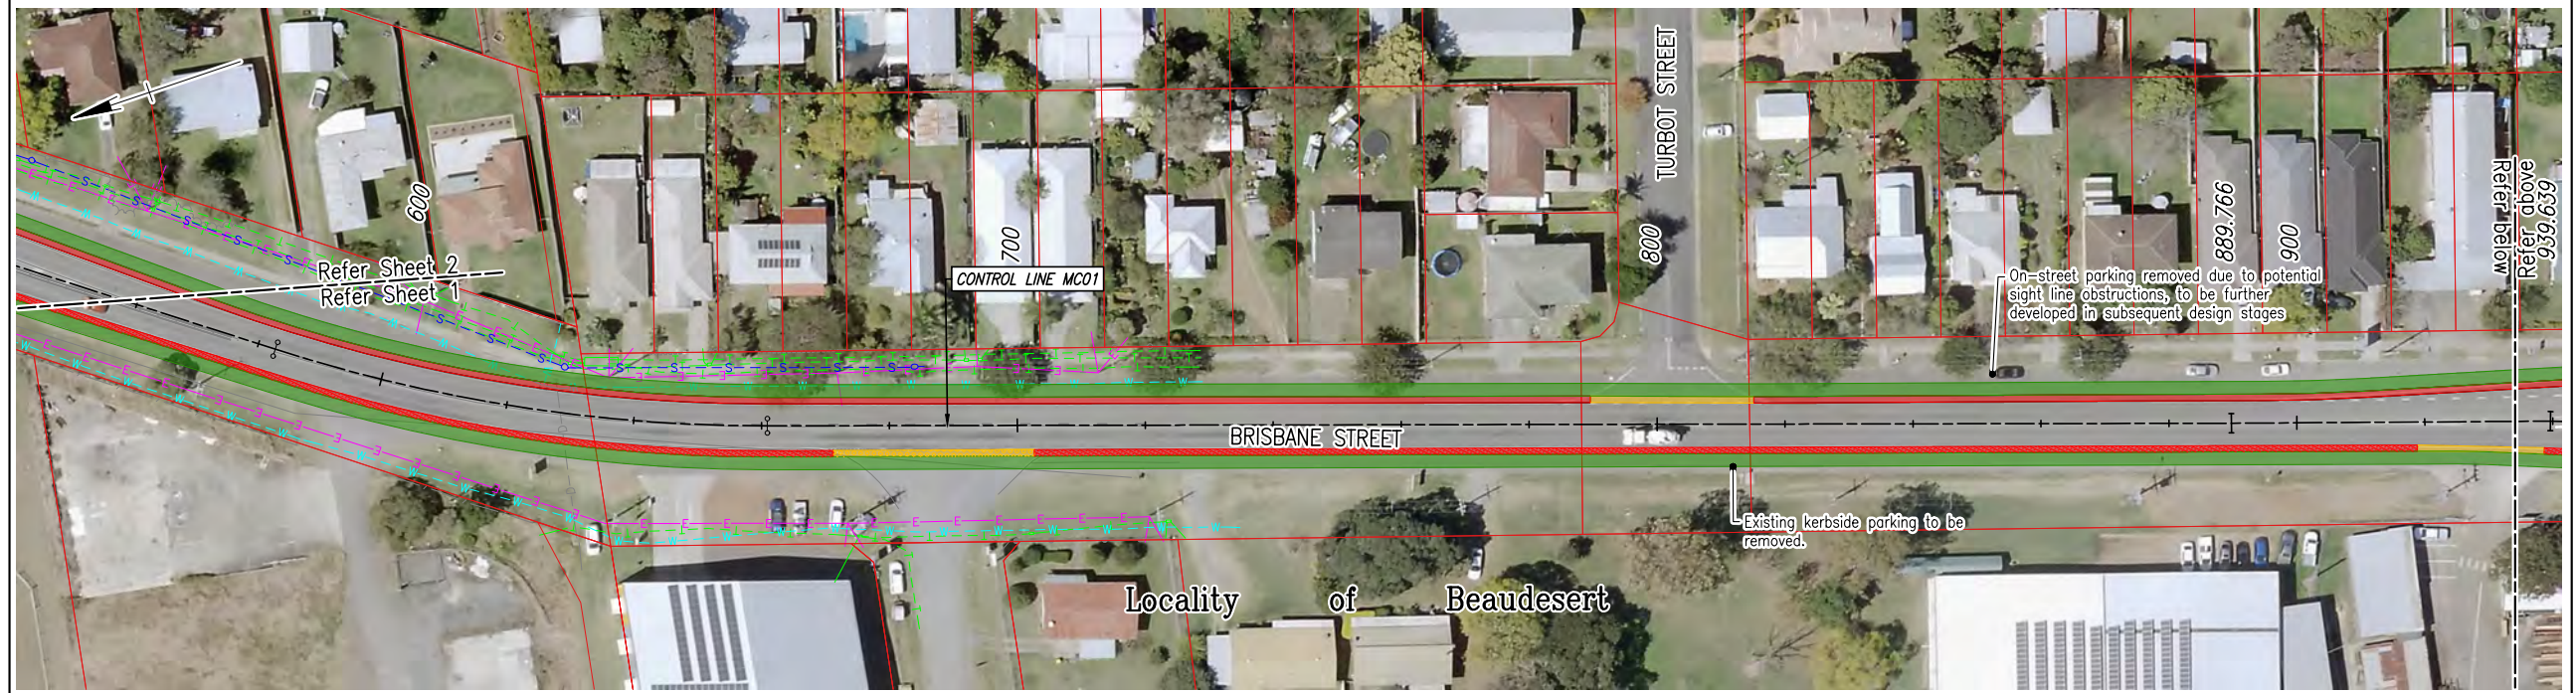 TURBOT STREET
600
Refer Sheet 2
Refer Sheet 1
700
CONTROL LINE MC01
800
On-street parking removed due to potential
sight line obstructions, to be further
developed in subsequent design stages
889.766
900
Refer below
Refer above
939.639
BRISBANE STREET
Existing kerbside parking to be
removed.
Locality of Beaudesert